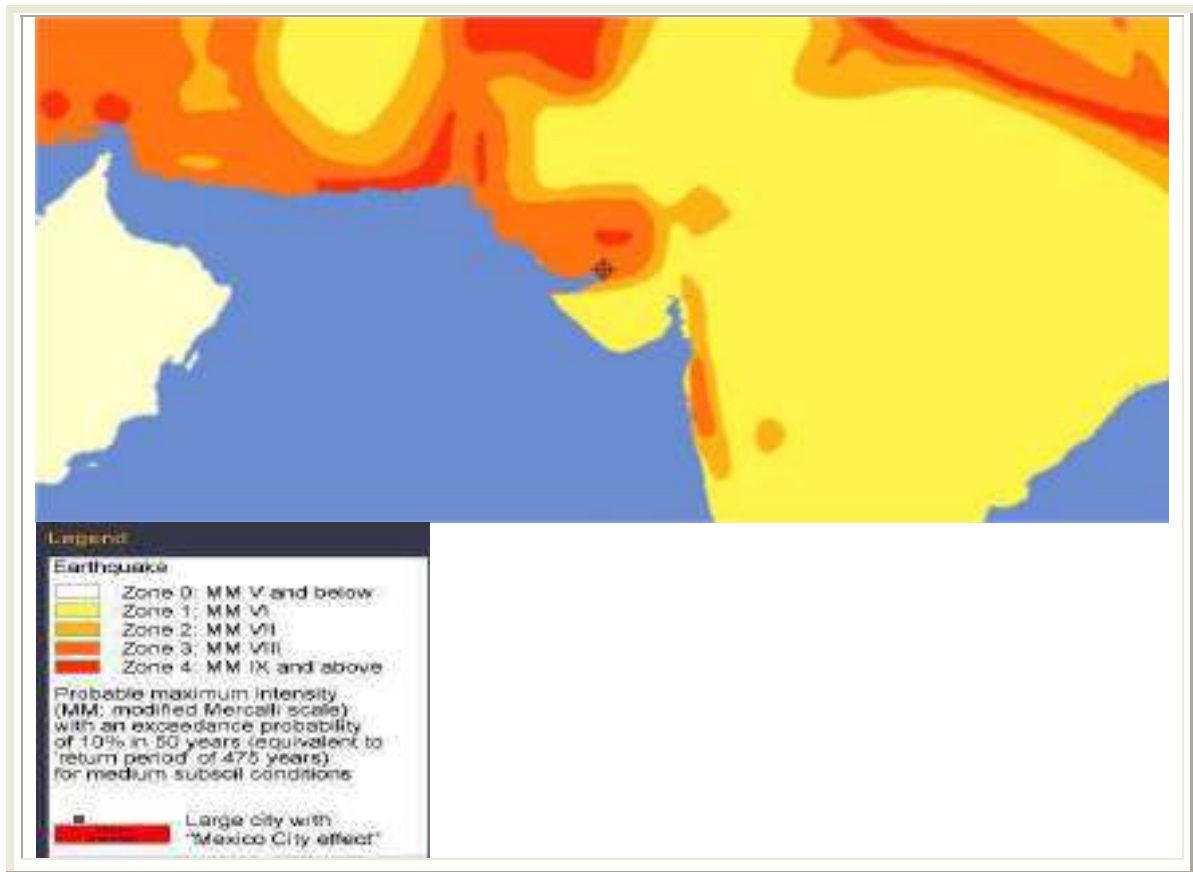 Legend
Earthquake
Zone 0: MM V and below
Zone 1: MM VI
Zone 2: MM VII
Zone 3: MM VIII
Zone 4: MM IX and above
Probable maximum intensity
(MM: modified Mercalli scale)
with an exceedance probability
of 10% in 50 years (equivalent to
'return period' of 475 years)
for medium subsoil conditions
Large city with
"Mexico City effect"